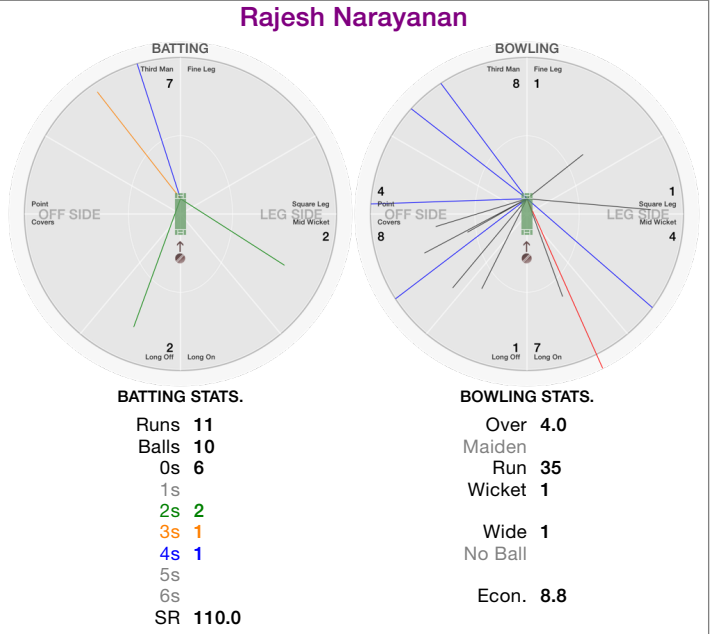 Rajesh Narayanan
BATTING
Third Man Fine Leg
7
Point
OFF SIDE
Covers
Square Leg
LEG SIDE
Mid Wicket
2
2
Long Off Long On
BOWLING
Third Man Fine Leg
8 1
4
Point
OFF SIDE
Covers
8
1
Square Leg
LEG SIDE
Mid Wicket
4
1 7
Long Off Long On
BATTING STATS.
Runs 11
Balls 10
0s 6
1s
2s 2
3s 1
4s 1
5s
6s
SR 110.0
BOWLING STATS.
Over 4.0
Maiden
Run 35
Wicket 1
Wide 1
No Ball
Econ. 8.8